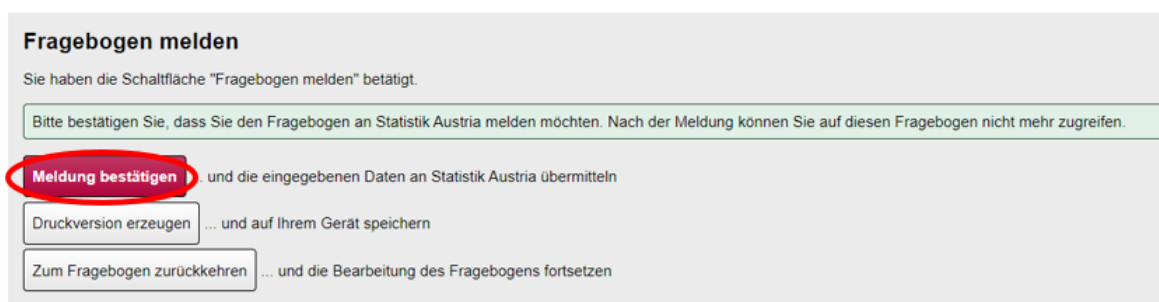 Fragebogen melden
Sie haben die Schaltfläche "Fragebogen melden" betätigt.
Bitte bestätigen Sie, dass Sie den Fragebogen an Statistik Austria melden möchten. Nach der Meldung können Sie auf diesen Fragebogen nicht mehr zugreifen.
Meldung bestätigen .. und die eingegebenen Daten an Statistik Austria übermitteln
Druckversion erzeugen ... und auf Ihrem Gerät speichern
Zum Fragebogen zurückkehren ... und die Bearbeitung des Fragebogens fortsetzen